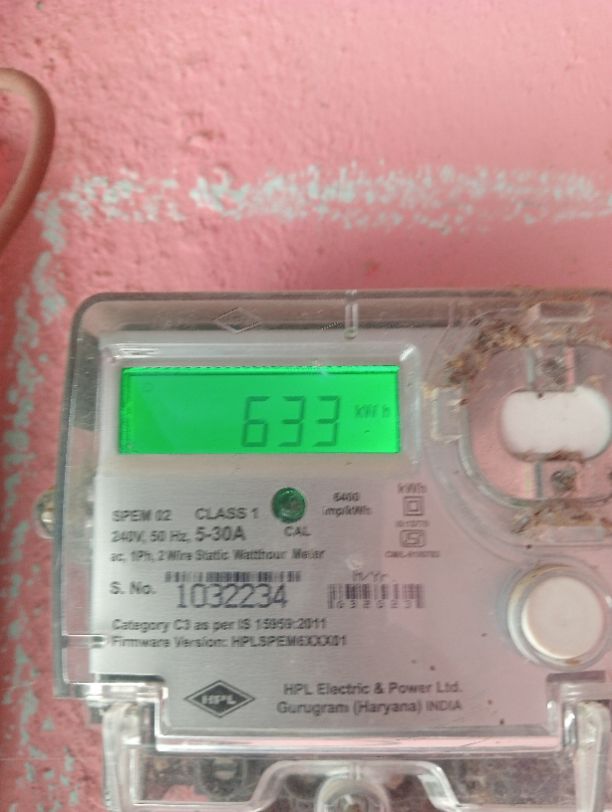 633 kWh
SPEM 02 CLASS 1
6400 imp/kWh
kWh
240V, 50 Hz, 5-30A
CAL
ac, 1Ph, 2 Wire Static Watthour Meter
S. No. 1032234
M/Yr.
Category C3 as per IS 15959:2011
Firmware Version: HPLSPEM6XXX01
HPL
HPL Electric & Power Ltd.
Gurugram (Haryana) INDIA